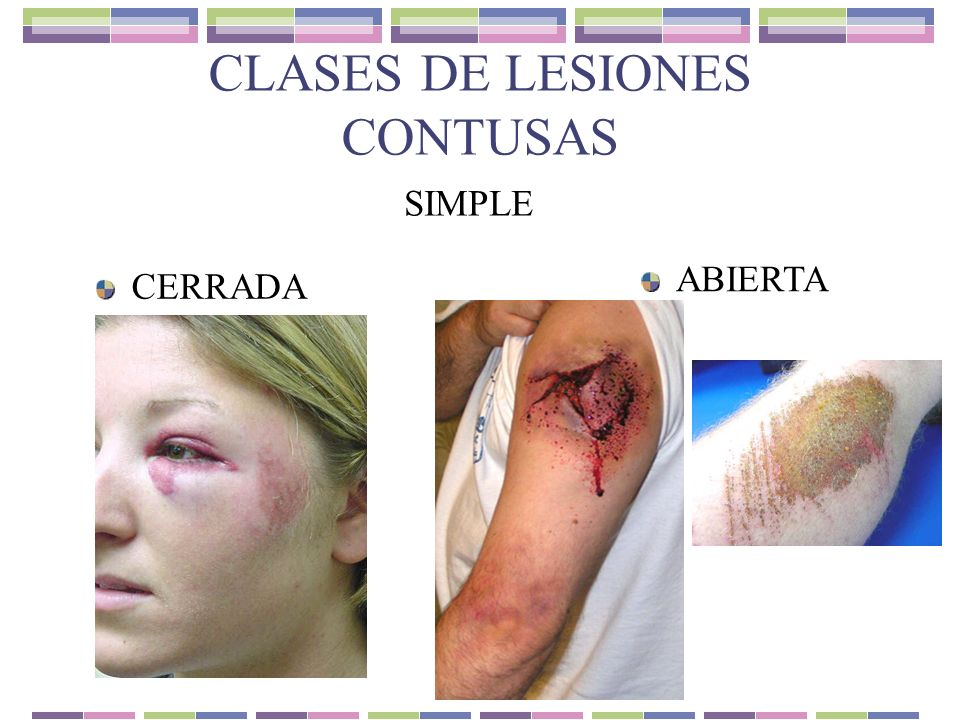 CLASES DE LESIONES
CONTUSAS
SIMPLE
CERRADA
ABIERTA